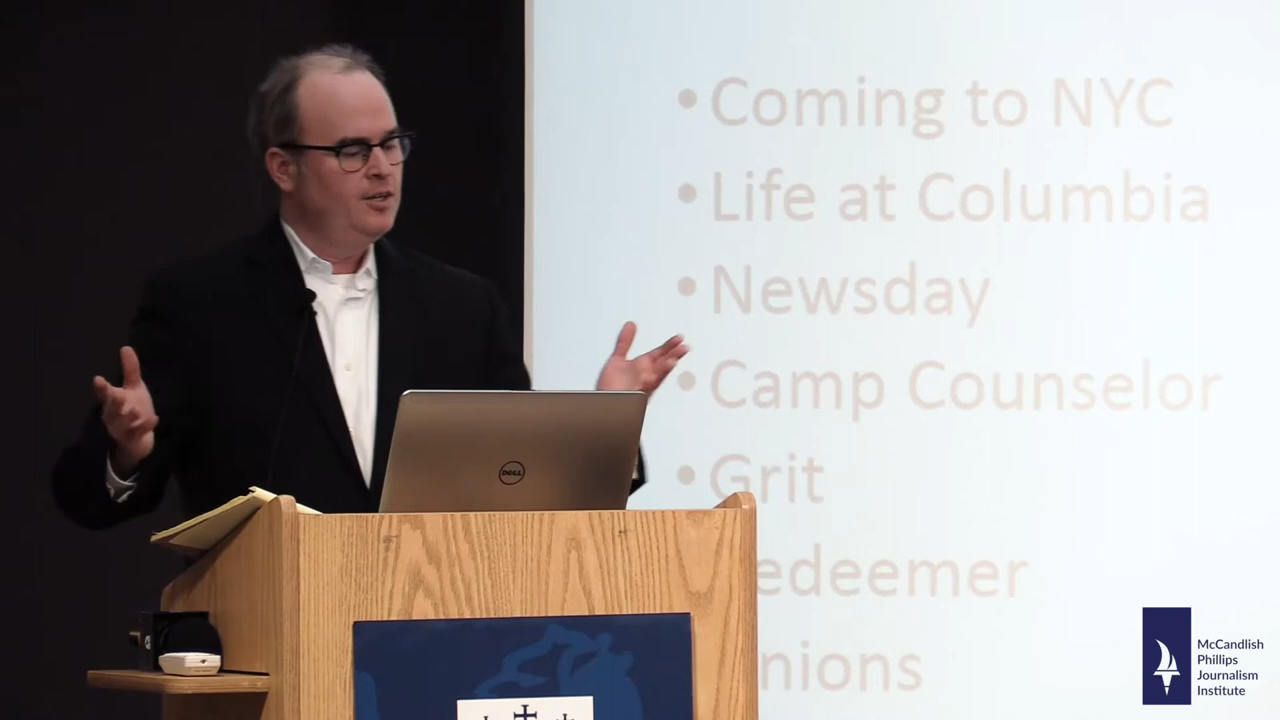 • Coming to NYC
• Life at Columbia
• Newsday
• Camp Counselor
• Grit
edeemer
nions
DELL
McCandlish
Phillips
Journalism
Institute